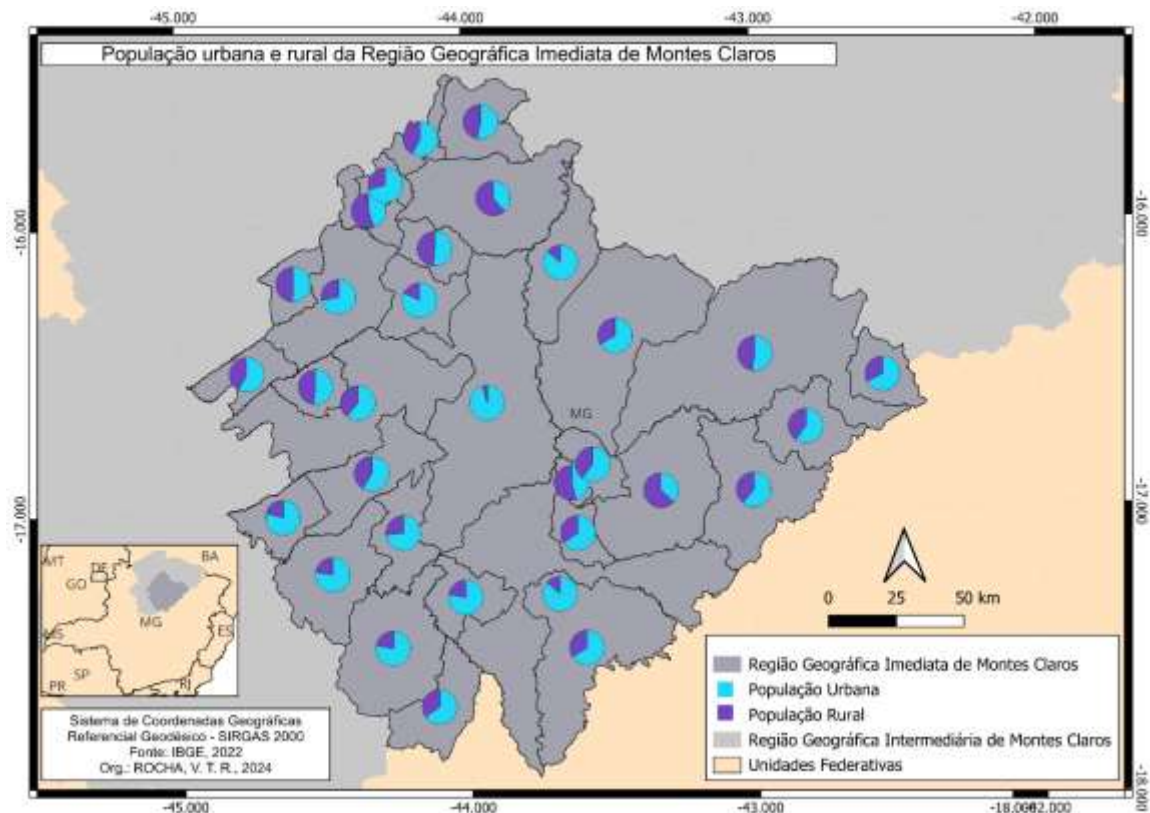 -45.000 -44.000 -43.000 -42.000
População urbana e rural da Região Geográfica Imediata de Montes Claros
-16.000 -16.000
MG
-17.000 -17.000
MT BA
GO DF
MG
MS ES
SP
PR RJ
0 25 50 km
Região Geográfica Imediata de Montes Claros
População Urbana
População Rural
Região Geográfica Intermediária de Montes Claros
Unidades Federativas
Sistema de Coordenadas Geográficas
Referencial Geodésico - SIRGAS 2000
Fonte: IBGE, 2022
Org.: ROCHA, V. T. R., 2024
-18.000
-45.000 -44.000 -43.000